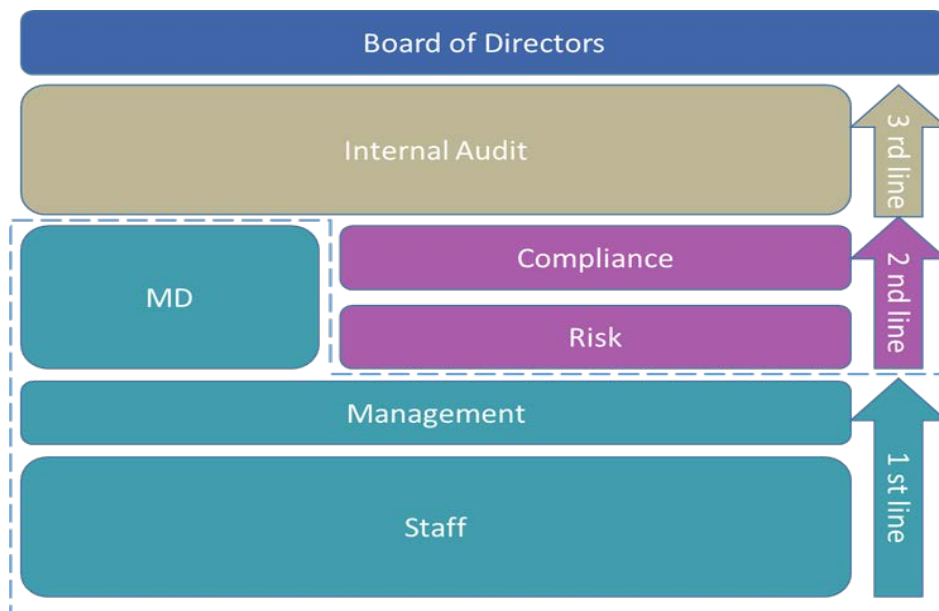 Board of Directors
Internal Audit
3 rd line
MD
Compliance
Risk
2 nd line
Management
Staff
1 st line